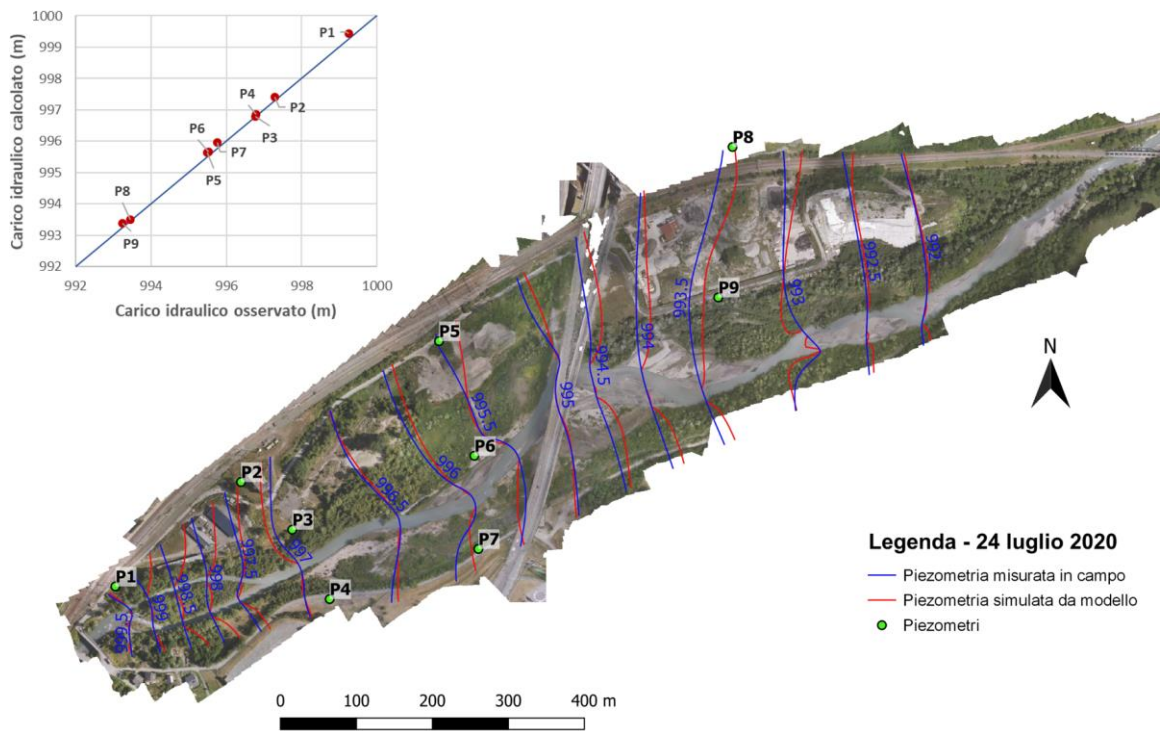 1000
999
998
997
996
995
994
993
992
Carico idraulico calcolato (m)
P1
P4
P2
P3
P6
P7
P5
P8
P9
992
994
996
998
1000
Carico idraulico osservato (m)
P8
P9
P5
P6
P2
P3
P7
P1
P4
999.5
999
998.5
998
997.5
997
996.5
996
995.5
995
994.5
994
993.5
993
992.5
992
N
Legenda - 24 luglio 2020
Piezometria misurata in campo
Piezometria simulata da modello
Piezometri
0 100 200 300 400 m